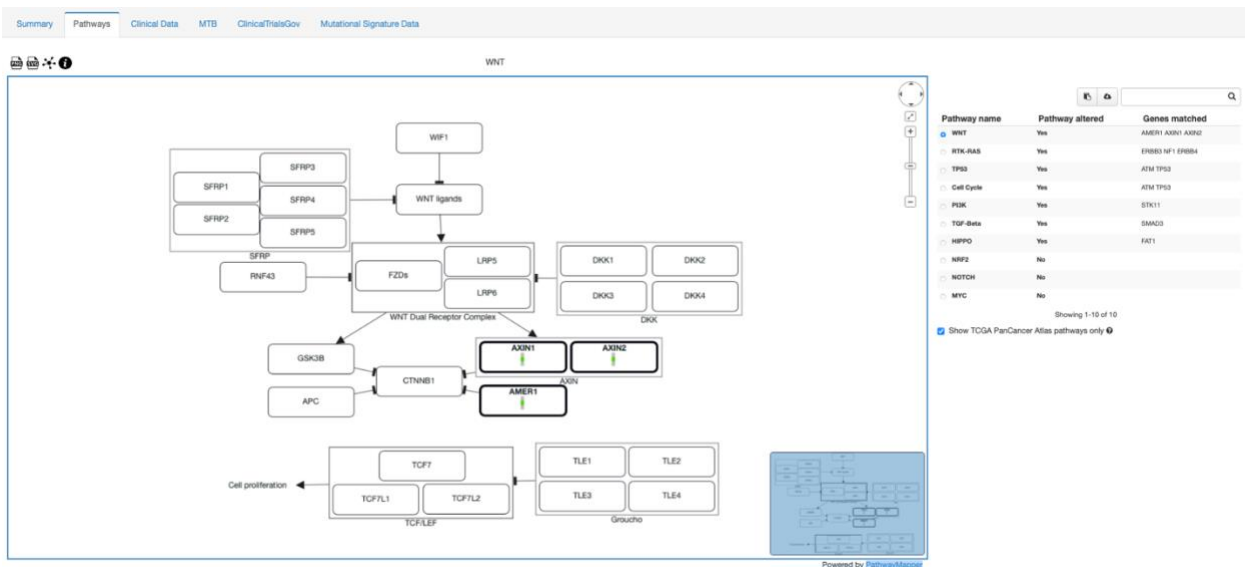 Summary Pathways Clinical Data MTB ClinicalTrialsGov Mutational Signature Data
WNT
WIF1
SFRP3
SFRP1
SFRP4
WNT ligands
SFRP2
SFRP5
SFRP
RNF43
FZDs
LRP5
LRP6
WNT Dual Receptor Complex
DKK1 DKK2
DKK3 DKK4
DKK
GSK3B
AXIN1 AXIN2
AXIN
CTNNB1
APC
AMER1
TCF7
TCF7L1 TCF7L2
TCF/LEF
Cell proliferation
TLE1 TLE2
TLE3 TLE4
Groucho
Powered by PathwayMapper
Pathway name Pathway altered Genes matched
WNT Yes AMER1 AXIN1 AXIN2
RTK-RAS Yes ERBB3 NF1 ERBB4
TP53 Yes ATM TP53
Cell Cycle Yes ATM TP53
PI3K Yes STK11
TGF-Beta Yes SMAD3
HIPPO Yes FAT1
NRF2 No
NOTCH No
MYC No
Showing 1-10 of 10
Show TCGA PanCancer Atlas pathways only